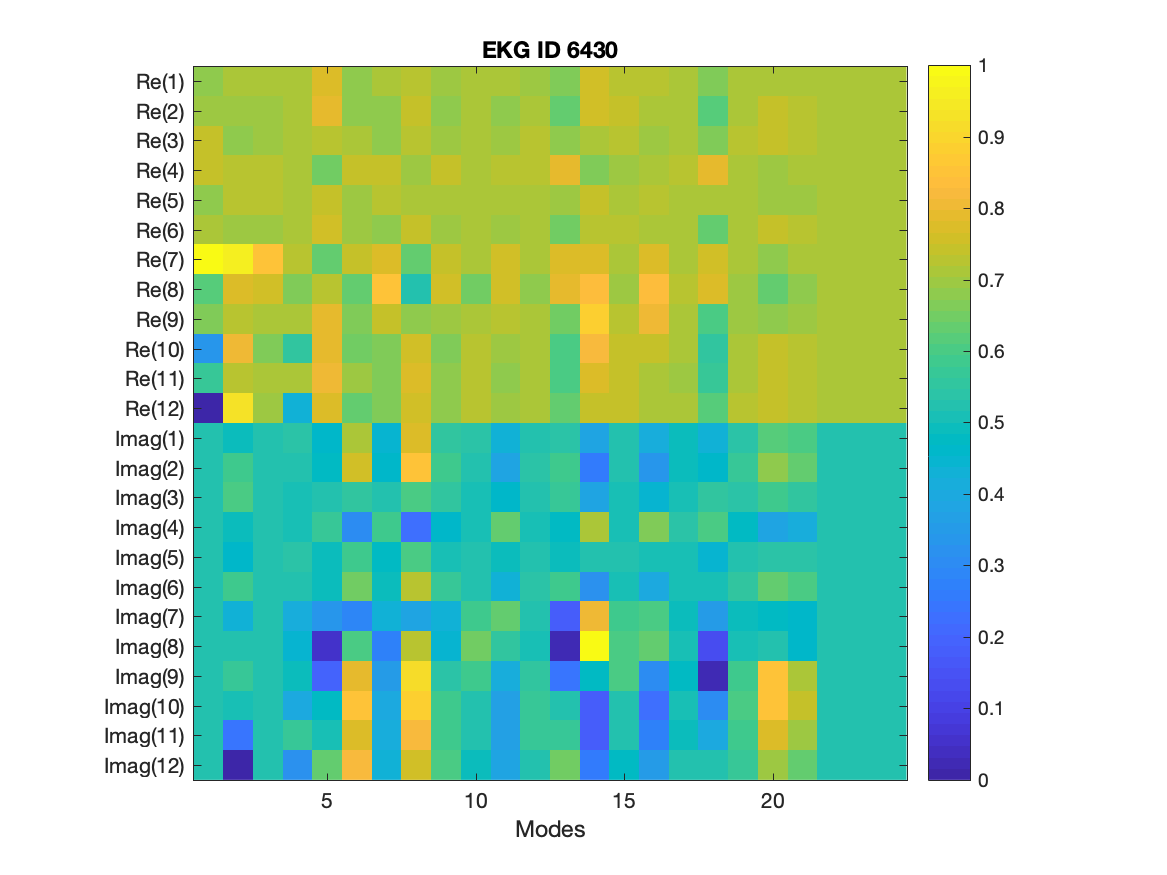 EKG ID 6430
Re(1)
Re(2)
Re(3)
Re(4)
Re(5)
Re(6)
Re(7)
Re(8)
Re(9)
Re(10)
Re(11)
Re(12)
Imag(1)
Imag(2)
Imag(3)
Imag(4)
Imag(5)
Imag(6)
Imag(7)
Imag(8)
Imag(9)
Imag(10)
Imag(11)
Imag(12)
5 10 15 20
Modes
1
0.9
0.8
0.7
0.6
0.5
0.4
0.3
0.2
0.1
0